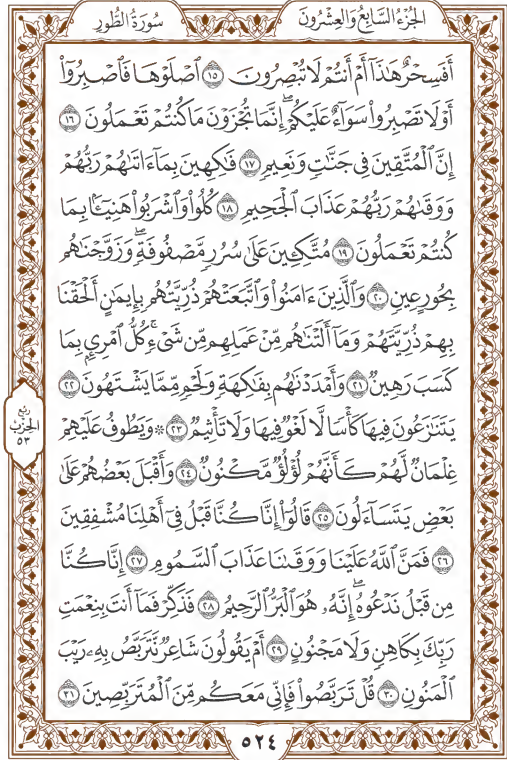 الجُزْءُ السَّابِعُ وَالعِشْرُونَ
سُورَةُ الطُّورِ
أَفَسِحْرٌ هَٰذَآ أَمْ أَنتُمْ لَا تُبْصِرُونَ ١٥ ٱصْلَوْهَا فَٱصْبِرُوٓا۟
أَوْ لَا تَصْبِرُوا۟ سَوَآءٌ عَلَيْكُمْ ۖ إِنَّمَا تُجْزَوْنَ مَا كُنتُمْ تَعْمَلُونَ ١٦
إِنَّ ٱلْمُتَّقِينَ فِى جَنَّٰتٍ وَنَعِيمٍ ١٧ فَٰكِهِينَ بِمَآ ءَاتَىٰهُمْ رَبُّهُمْ
وَوَقَىٰهُمْ رَبُّهُمْ عَذَابَ ٱلْجَحِيمِ ١٨ كُلُوا۟ وَٱشْرَبُوا۟ هَنِيٓـًٔۢا بِمَا
كُنتُمْ تَعْمَلُونَ ١٩ مُتَّكِـِٔينَ عَلَىٰ سُرُرٍ مَّصْفُوفَةٍ ۖ وَزَوَّجْنَٰهُم
بِحُورٍ عِينٍ ٢٠ وَٱلَّذِينَ ءَامَنُوا۟ وَٱتَّبَعَتْهُمْ ذُرِّيَّتُهُم بِإِيمَٰنٍ أَلْحَقْنَا
بِهِمْ ذُرِّيَّتَهُمْ وَمَآ أَلَتْنَٰهُم مِّنْ عَمَلِهِم مِّن شَىْءٍ ۚ كُلُّ ٱمْرِئٍۭ بِمَا
كَسَبَ رَهِينٌ ٢١ وَأَمْدَدْنَٰهُم بِفَٰكِهَةٍ وَلَحْمٍ مِّمَّا يَشْتَهُونَ ٢٢
يَتَنَٰزَعُونَ فِيهَا كَأْسًا لَّا لَغْوٌ فِيهَا وَلَا تَأْثِيمٌ ٢٣ ۞ وَيَطُوفُ عَلَيْهِمْ
غِلْمَانٌ لَّهُمْ كَأَنَّهُمْ لُؤْلُؤٌ مَّكْنُونٌ ٢٤ وَأَقْبَلَ بَعْضُهُمْ عَلَىٰ
بَعْضٍ يَتَسَآءَلُونَ ٢٥ قَالُوٓا۟ إِنَّا كُنَّا قَبْلُ فِىٓ أَهْلِنَا مُشْفِقِينَ
٢٦ فَمَنَّ ٱللَّهُ عَلَيْنَا وَوَقَىٰنَا عَذَابَ ٱلسَّمُومِ ٢٧ إِنَّا كُنَّا
مِن قَبْلُ نَدْعُوهُ ۖ إِنَّهُۥ هُوَ ٱلْبَرُّ ٱلرَّحِيمُ ٢٨ فَذَكِّرْ فَمَآ أَنتَ بِنِعْمَتِ
رَبِّكَ بِكَاهِنٍ وَلَا مَجْنُونٍ ٢٩ أَمْ يَقُولُونَ شَاعِرٌ نَّتَرَبَّصُ بِهِۦ رَيْبَ
ٱلْمَنُونِ ٣٠ قُلْ تَرَبَّصُوا۟ فَإِنِّى مَعَكُم مِّنَ ٱلْمُتَرَبِّصِينَ ٣١
ربع
الحزب
٥٣
٥٢٤